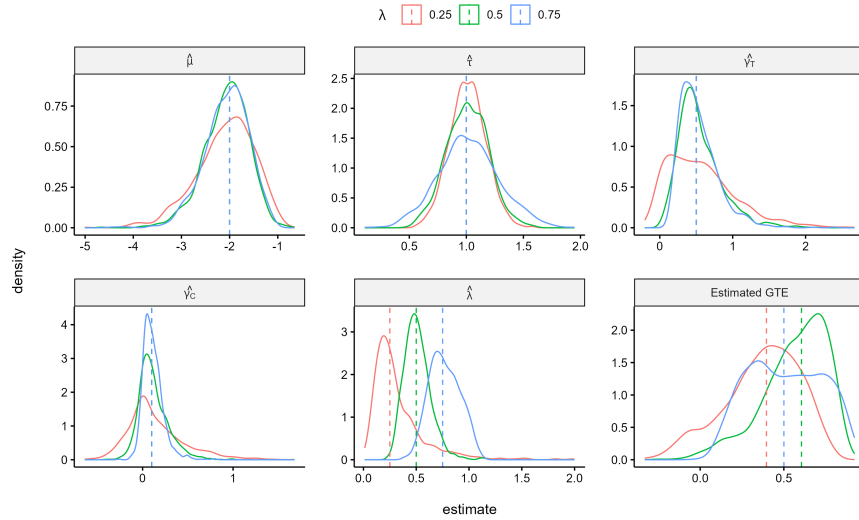 λ 0.25 0.5 0.75
μ̂ τ̂ γ̂_T
0.75 0.50 0.25 0.00
-5 -4 -3 -2 -1
2.5 2.0 1.5 1.0 0.5 0.0
0.5 1.0 1.5 2.0
1.5 1.0 0.5 0.0
0 1 2
density
γ̂_C λ̂ Estimated GTE
4 3 2 1 0
0 1
3 2 1 0
0.0 0.5 1.0 1.5 2.0
2.0 1.5 1.0 0.5 0.0
0.0 0.5
estimate